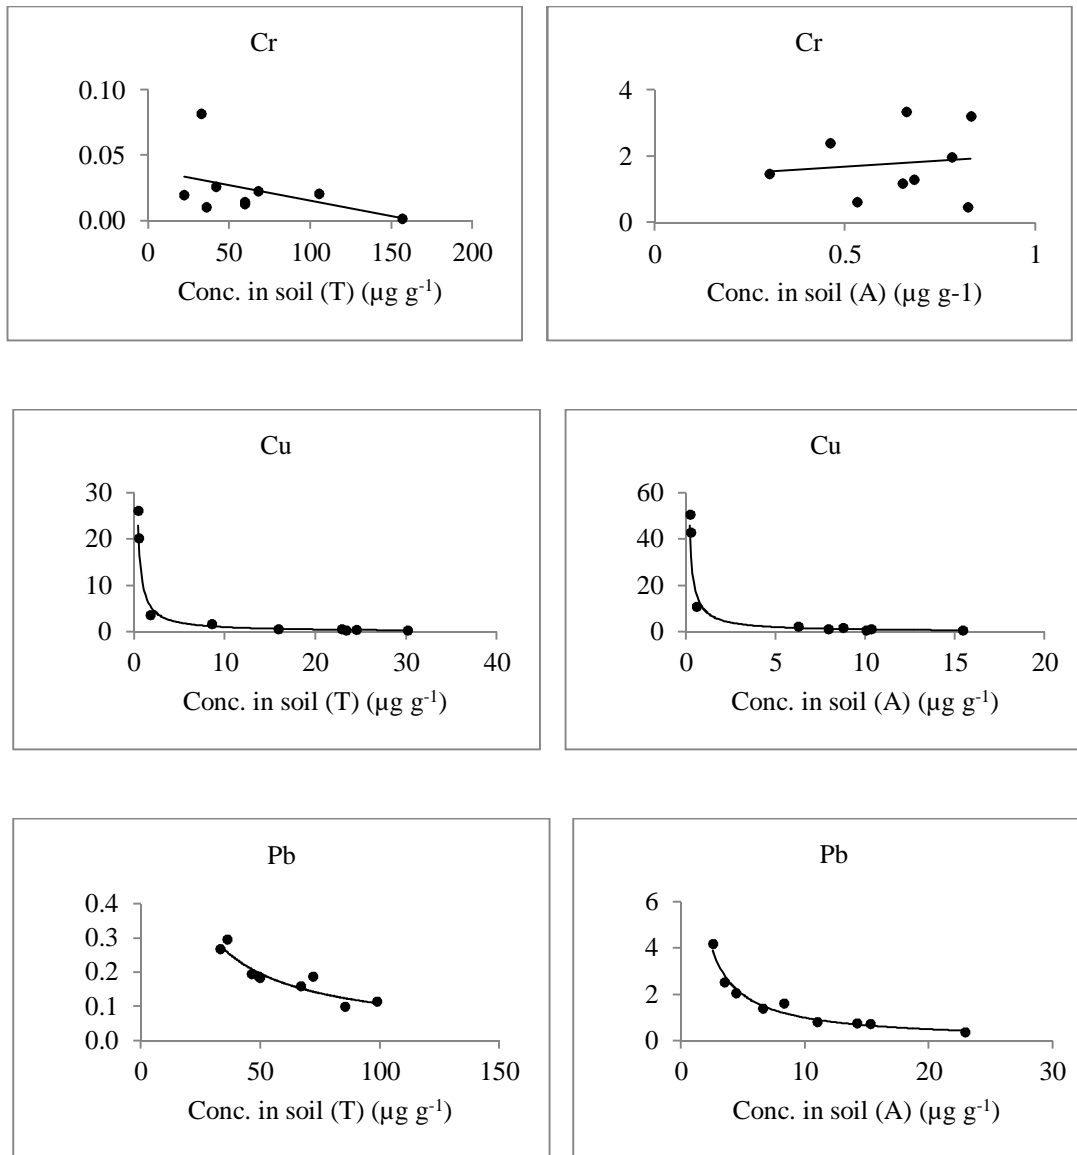 Cr
0.10
0.05
0.00
0 50 100 150 200
Conc. in soil (T) (µg g-1)
Cr
4
2
0
0 0.5 1
Conc. in soil (A) (µg g-1)
Cu
30
20
10
0
0 10 20 30 40
Conc. in soil (T) (µg g-1)
Cu
60
40
20
0
0 5 10 15 20
Conc. in soil (A) (µg g-1)
Pb
0.4
0.3
0.2
0.1
0.0
0 50 100 150
Conc. in soil (T) (µg g-1)
Pb
6
4
2
0
0 10 20 30
Conc. in soil (A) (µg g-1)